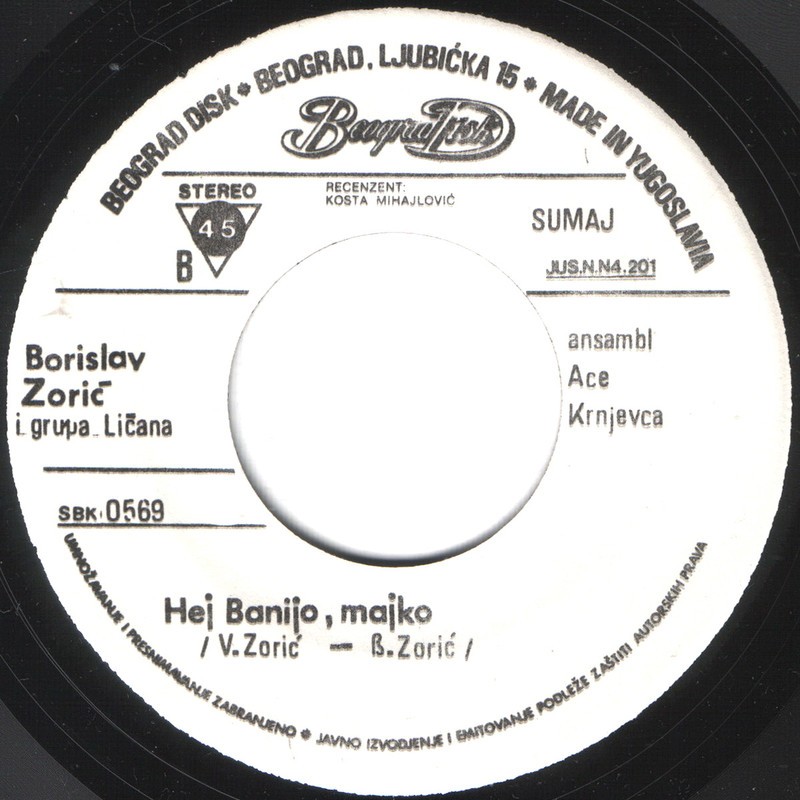 BEOGRAD DISK * BEOGRAD. LJUBIĆKA 15 * MADE IN YUGOSLAVIA
Beograd Disk
STEREO
45
B
RECENZENT:
KOSTA MIHAJLOVIĆ
SUMAJ
JUS.N.N4.201
Borislav
Zorić
i grupa Ličana
ansambl
Ace
Krnjevca
SBK 0569
Hej Banijo, majko
/ V.Zorić – B.Zorić /
UMNOŽAVANJE I PRESNIMAVANJE ZABRANJENO * JAVNO IZVODJENJE I EMITOVANJE PODLEŽE ZAŠTITI AUTORSKIH PRAVA